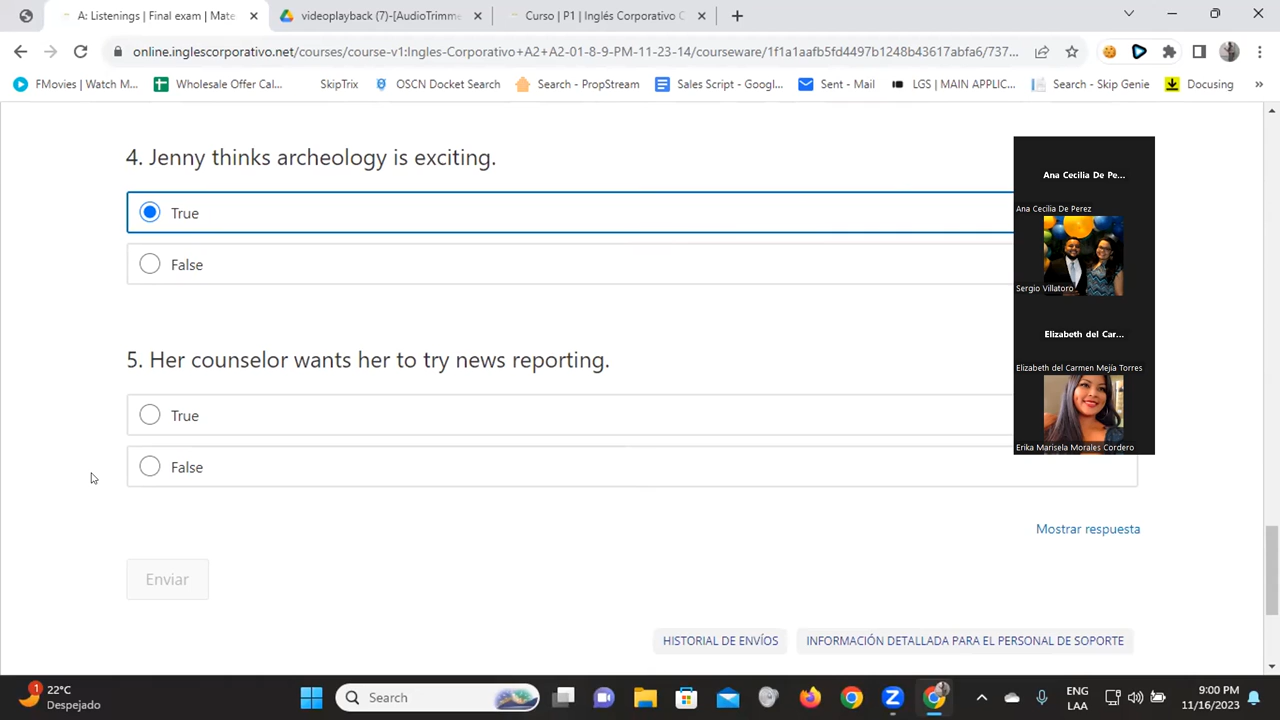 A: Listenings | Final exam | Mate
videoplayback (7)-[AudioTrimme
Curso | P1 | Inglés Corporativo C
online.inglescorporativo.net/courses/course-v1:Ingles-Corporativo+A2+A2-01-8-9-PM-11-23-14/courseware/1f1a1aafb5fd4497b1248b43617abfa6/737...
FMovies | Watch M...
Wholesale Offer Cal...
SkipTrix
OSCN Docket Search
Search - PropStream
Sales Script - Googl...
Sent - Mail
LGS | MAIN APPLIC...
Search - Skip Genie
Docusing
»
4. Jenny thinks archeology is exciting.
True
False
5. Her counselor wants her to try news reporting.
True
False
Ana Cecilia De Pe...
Ana Cecilia De Perez
Sergio Villatoro
Elizabeth del Car...
Elizabeth del Carmen Mejía Torres
Erika Marisela Morales Cordero
Mostrar respuesta
Enviar
HISTORIAL DE ENVÍOS
INFORMACIÓN DETALLADA PARA EL PERSONAL DE SOPORTE
1
22°C
Despejado
Search
ENG
LAA
9:00 PM
11/16/2023